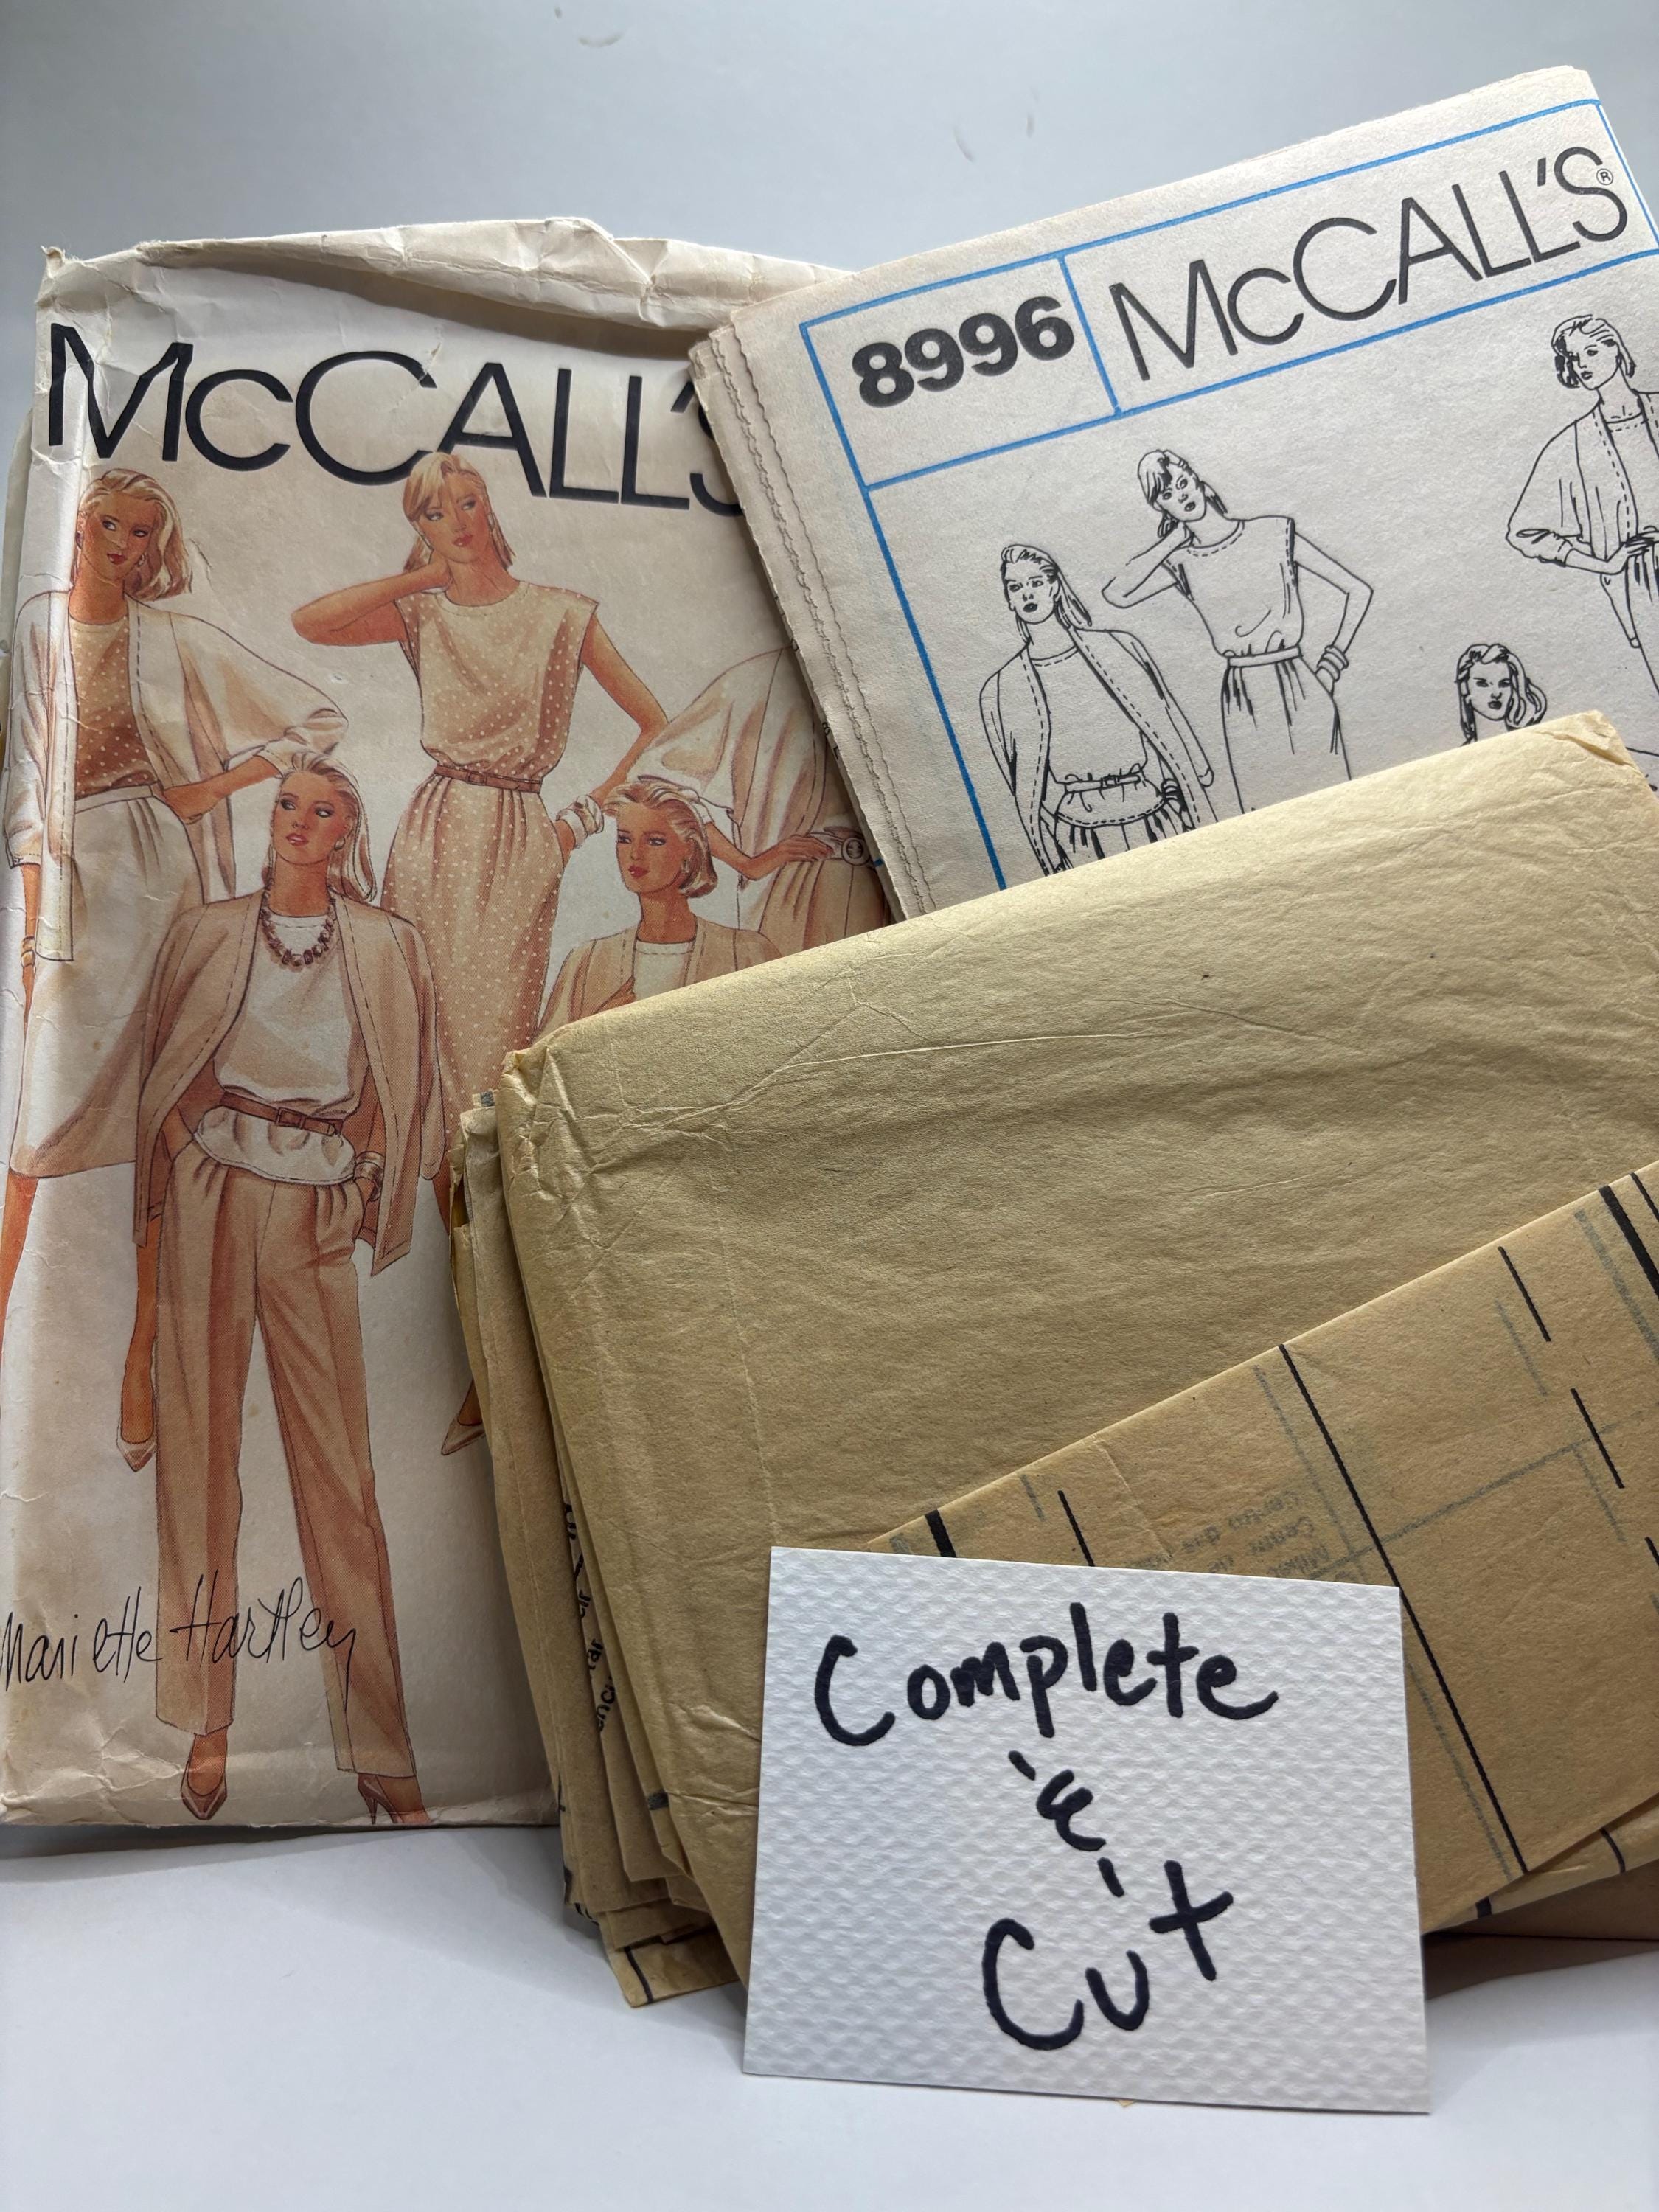 McCALL'S
8996
McCALL'S®
Mariette Hartley
Complete
-&-
Cut